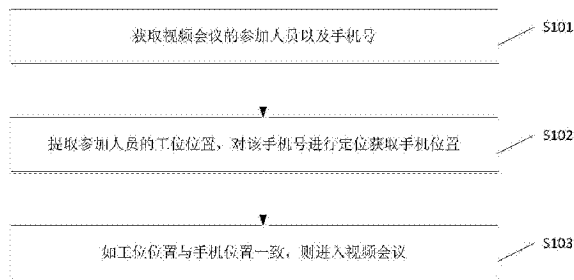 获取视频会议的参加人员以及手机号
S101
提取参加人员的工位位置，对该手机号进行定位获取手机位置
S102
如工位位置与手机位置一致，则进入视频会议
S103